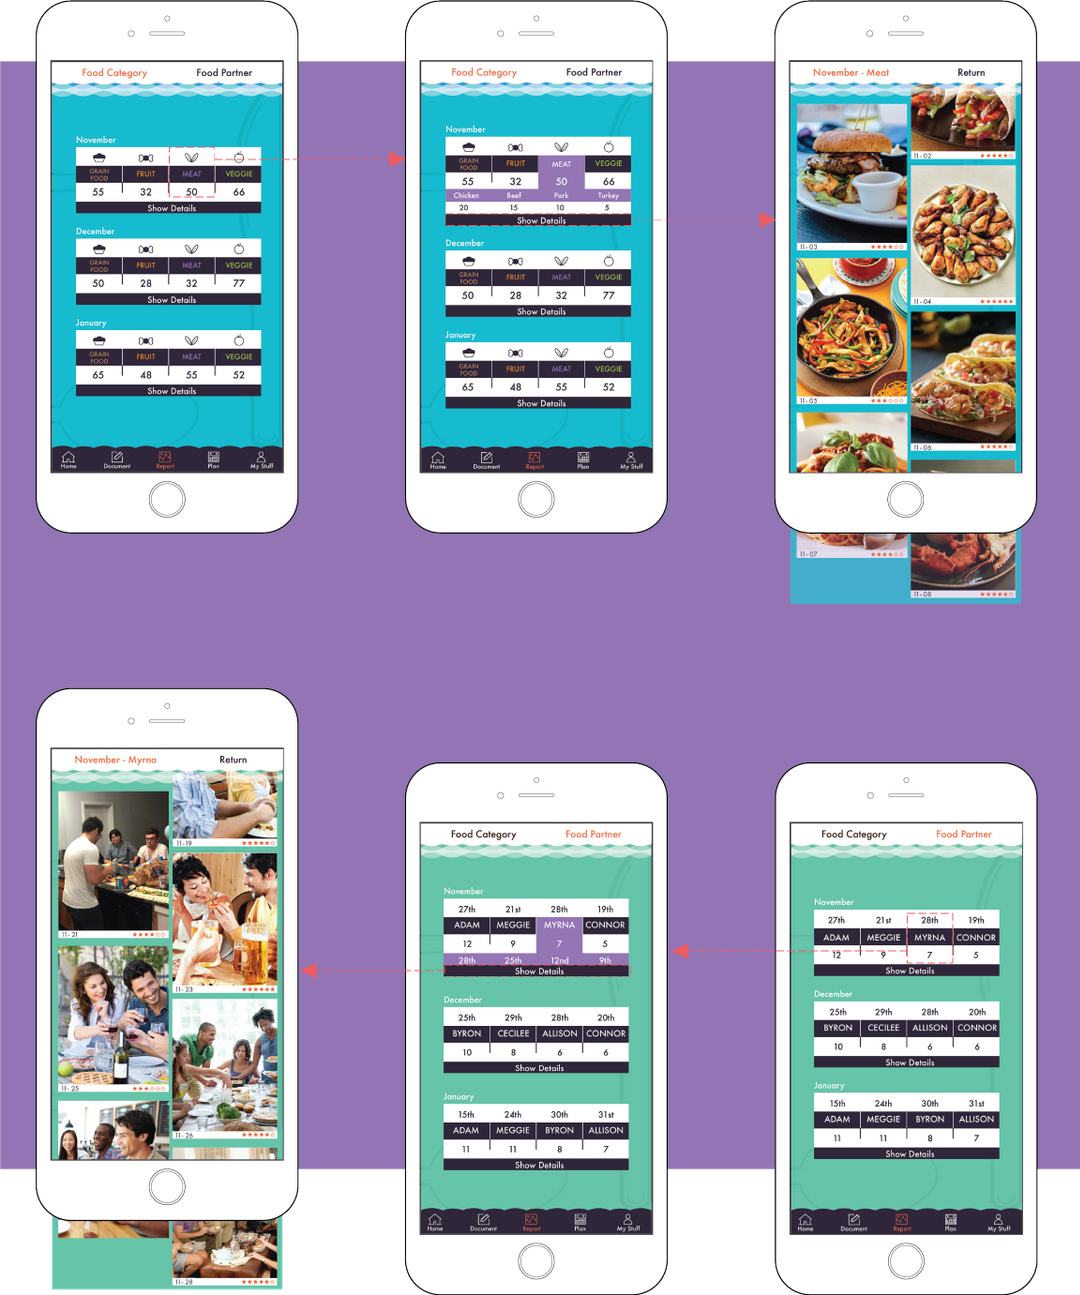 Food Category Food Partner
November
GRAIN FOOD FRUIT MEAT VEGGIE
55 32 50 66
Show Details
December
GRAIN FOOD FRUIT MEAT VEGGIE
50 28 32 77
Show Details
January
GRAIN FOOD FRUIT MEAT VEGGIE
65 48 55 52
Show Details
Home Document Report Plan My Stuff
Food Category Food Partner
November
GRAIN FOOD FRUIT MEAT VEGGIE
55 32 50 66
Chicken Beef Pork Turkey
20 15 10 5
Show Details
December
GRAIN FOOD FRUIT MEAT VEGGIE
50 28 32 77
Show Details
January
GRAIN FOOD FRUIT MEAT VEGGIE
65 48 55 52
Show Details
Home Document Report Plan My Stuff
November - Meat Return
11-02
11-03
11-04
11-05
11-06
11-07
11-08
November - Myrna Return
11-19
11-21
11-23
11-25
11-26
11-28
Food Category Food Partner
November
27th 21st 28th 19th
ADAM MEGGIE MYRNA CONNOR
12 9 7 5
28th 25th 12nd 9th
Show Details
December
25th 29th 28th 20th
BYRON CECILEE ALLISON CONNOR
10 8 6 6
Show Details
January
15th 24th 30th 31st
ADAM MEGGIE BYRON ALLISON
11 11 8 7
Show Details
Home Document Report Plan My Stuff
Food Category Food Partner
November
27th 21st 28th 19th
ADAM MEGGIE MYRNA CONNOR
12 9 7 5
Show Details
December
25th 29th 28th 20th
BYRON CECILEE ALLISON CONNOR
10 8 6 6
Show Details
January
15th 24th 30th 31st
ADAM MEGGIE BYRON ALLISON
11 11 8 7
Show Details
Home Document Report Plan My Stuff